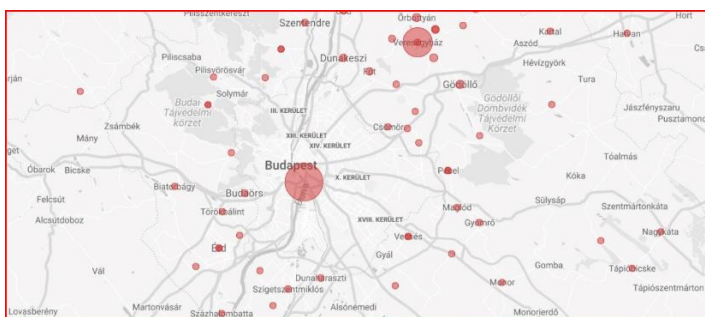 Pilisszentkereszt
Szentendre
Őrbottyán
Hort
Kartal
Hatvan
Veresegyház
Aszód
Piliscsaba
Dunakeszi
Hévízgyörk
Pilisvörösvár
Fót
Gödöllő
Tura
Solymár
Budai
Tájvédelmi
körzet
Gödöllői
Dombvidék
Tájvédelmi
Körzet
Jászfényszaru
III. KERÜLET
Pusztamonos
Zsámbék
Csömör
Mány
XIII. KERÜLET
XIV. KERÜLET
Tóalmás
Óbarok
Bicske
Budapest
Pécel
Kóka
X. KERÜLET
Biatorbágy
Budaörs
Felcsút
Sülysáp
Szentmártonkáta
Alcsútdoboz
Törökbálint
Maglód
XVIII. KERÜLET
Gyömrő
Vecsés
Nagykáta
Érd
Gyál
Gomba
Vál
Tápióbicske
Dunaharaszti
Monor
Szigetszentmiklós
Tápiószentmárton
Martonvásár
Lovasberény
Százhalombatta
Alsónémedi
Monorierdő